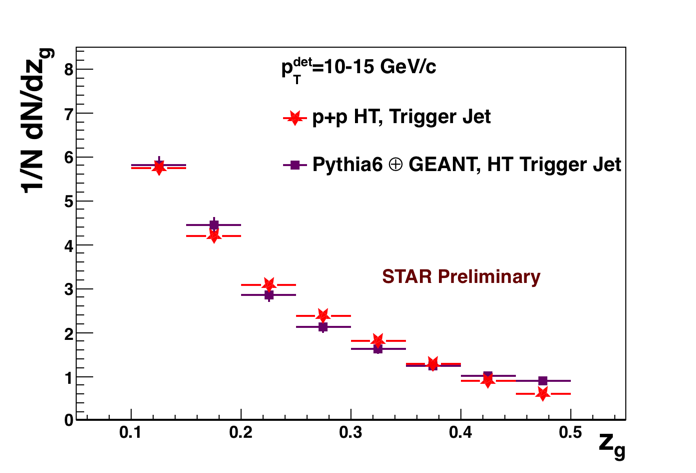 1/N dN/dz_g
8
7
6
5
4
3
2
1
0
p_T^det=10-15 GeV/c
p+p HT, Trigger Jet
Pythia6 ⊕ GEANT, HT Trigger Jet
STAR Preliminary
0.1 0.2 0.3 0.4 0.5
z_g